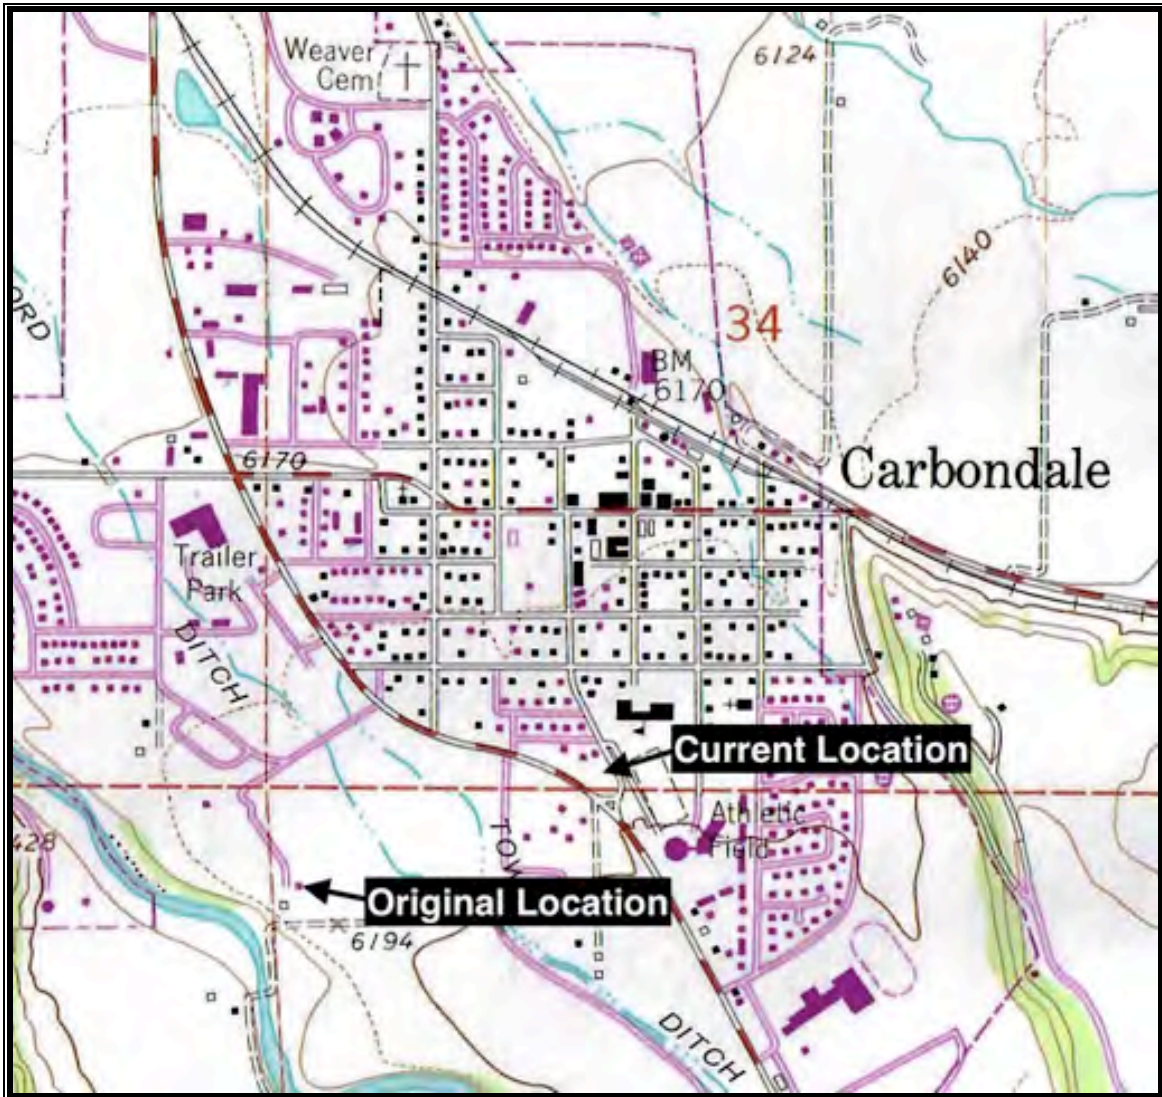 Weaver
Cem
6124
6140
ORD
34
BM
6170
Carbondale
6170
Trailer
Park
DITCH
Current Location
Athletic
Field
428
TOW
Original Location
6194
DITCH